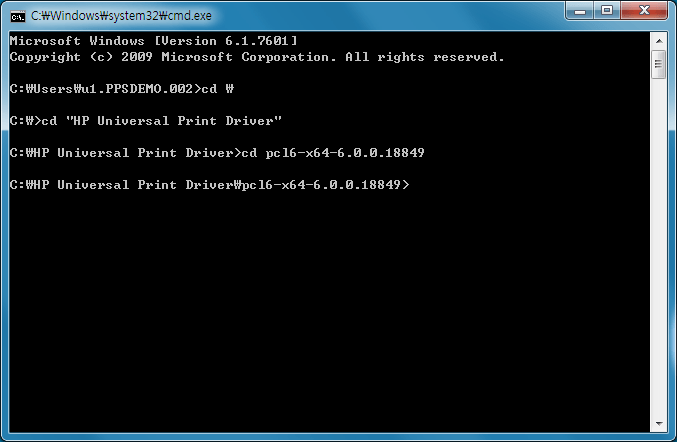 C:₩Windows₩system32₩cmd.exe
Microsoft Windows [Version 6.1.7601]
Copyright (c) 2009 Microsoft Corporation. All rights reserved.
C:₩Users₩u1.PPSDEMO.002>cd ₩
C:₩>cd "HP Universal Print Driver"
C:₩HP Universal Print Driver>cd pcl6-x64-6.0.0.18849
C:₩HP Universal Print Driver₩pcl6-x64-6.0.0.18849>